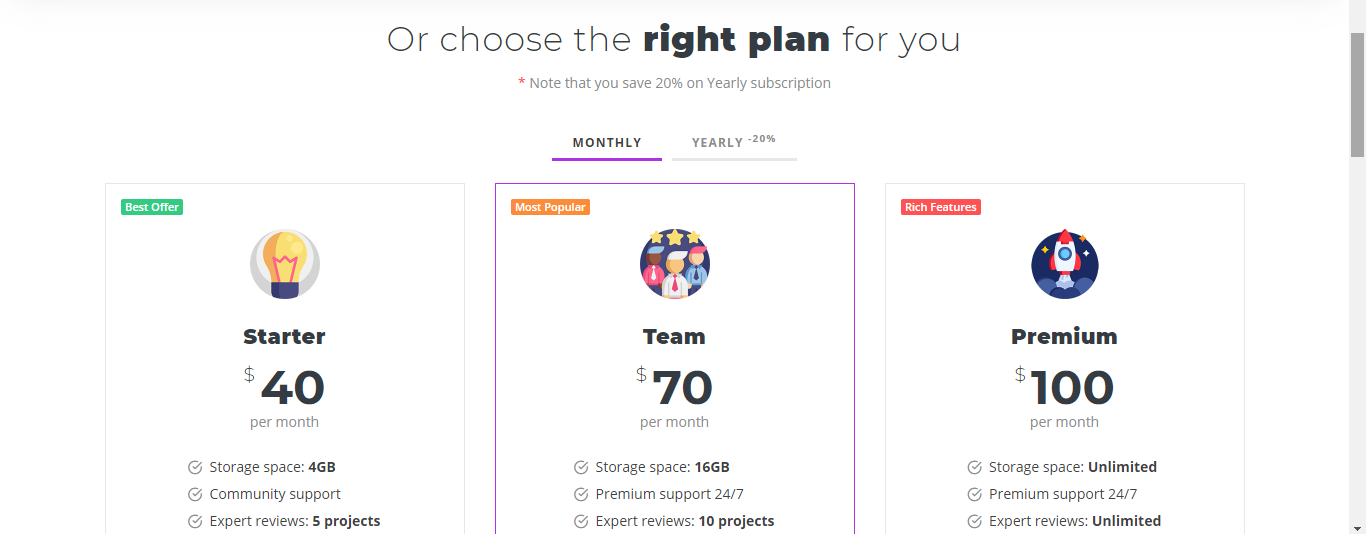 Or choose the right plan for you
* Note that you save 20% on Yearly subscription
MONTHLY
YEARLY -20%
Best Offer
Starter
$ 40
per month
Storage space: 4GB
Community support
Expert reviews: 5 projects
Most Popular
Team
$ 70
per month
Storage space: 16GB
Premium support 24/7
Expert reviews: 10 projects
Rich Features
Premium
$ 100
per month
Storage space: Unlimited
Premium support 24/7
Expert reviews: Unlimited